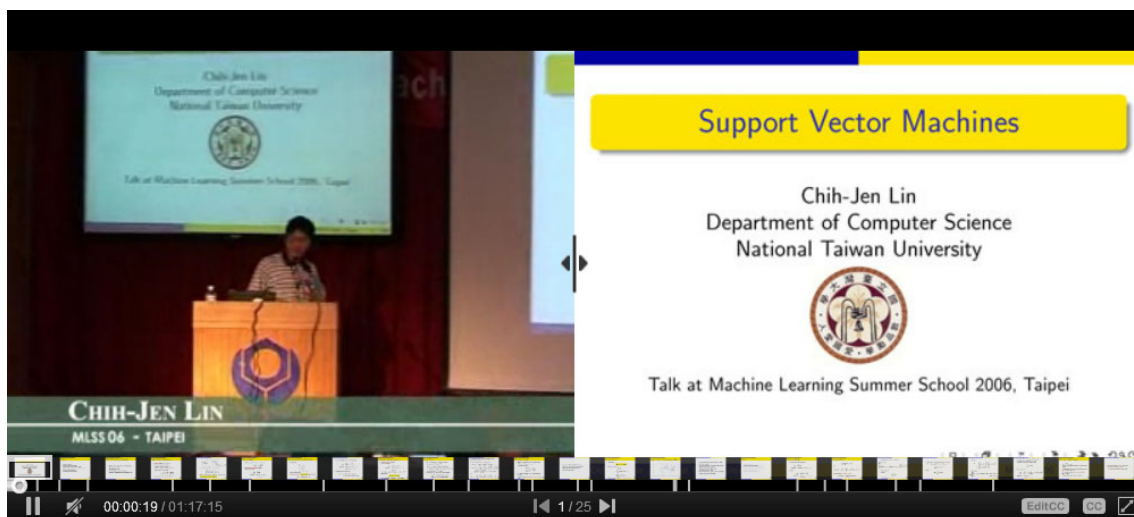 Chih-Jen Lin
Department of Computer Science
National Taiwan University
Talk at Machine Learning Summer School 2006, Taipei
ach
CHIH-JEN LIN
MLSS 06 - TAIPEI
Support Vector Machines
Chih-Jen Lin
Department of Computer Science
National Taiwan University
Talk at Machine Learning Summer School 2006, Taipei
00:00:19 / 01:17:15
1 / 25
EditCC
CC